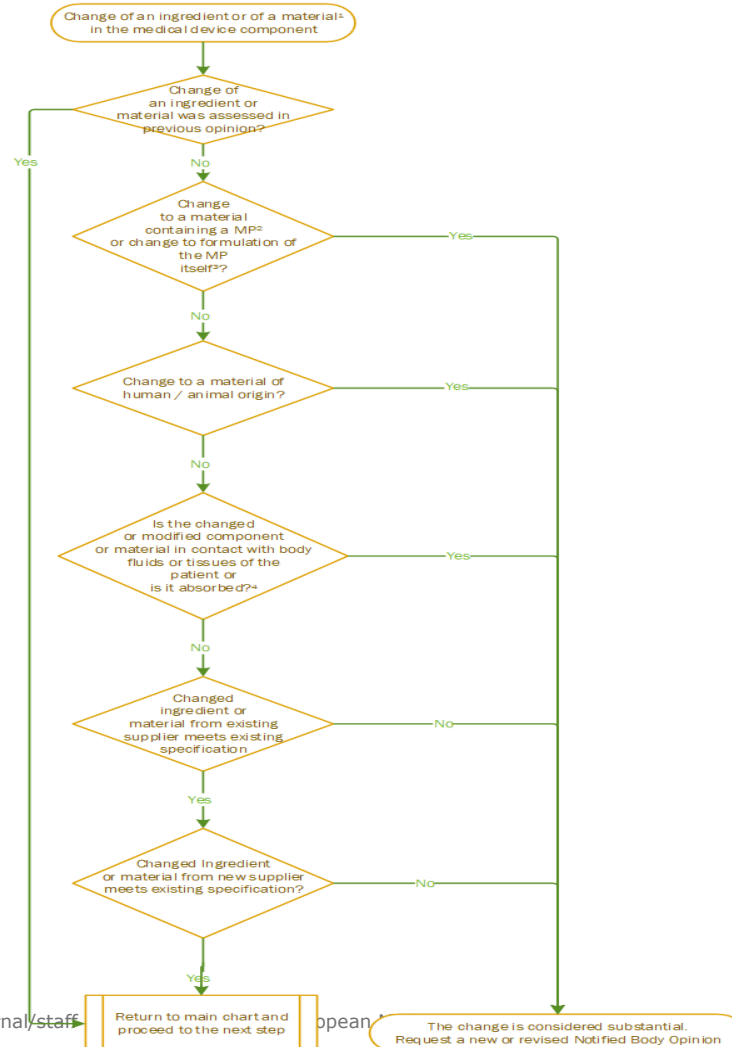 Change of an ingredient or of a material¹
in the medical device component
Change of
an ingredient or
material was assessed in
previous opinion?
Yes
No
Change
to a material
containing a MP²
or change to formulation of
the MP
itself³?
Yes
No
Change to a material of
human / animal origin?
Yes
No
Is the changed
or modified component
or material in contact with body
fluids or tissues of the
patient or
is it absorbed?⁴
Yes
No
Changed
ingredient or
material from existing
supplier meets existing
specification
No
Yes
Changed Ingredient
or material from new supplier
meets existing specification?
No
Yes
Return to main chart and
proceed to the next step
nal/staff
opean
The change is considered substantial.
Request a new or revised Notified Body Opinion